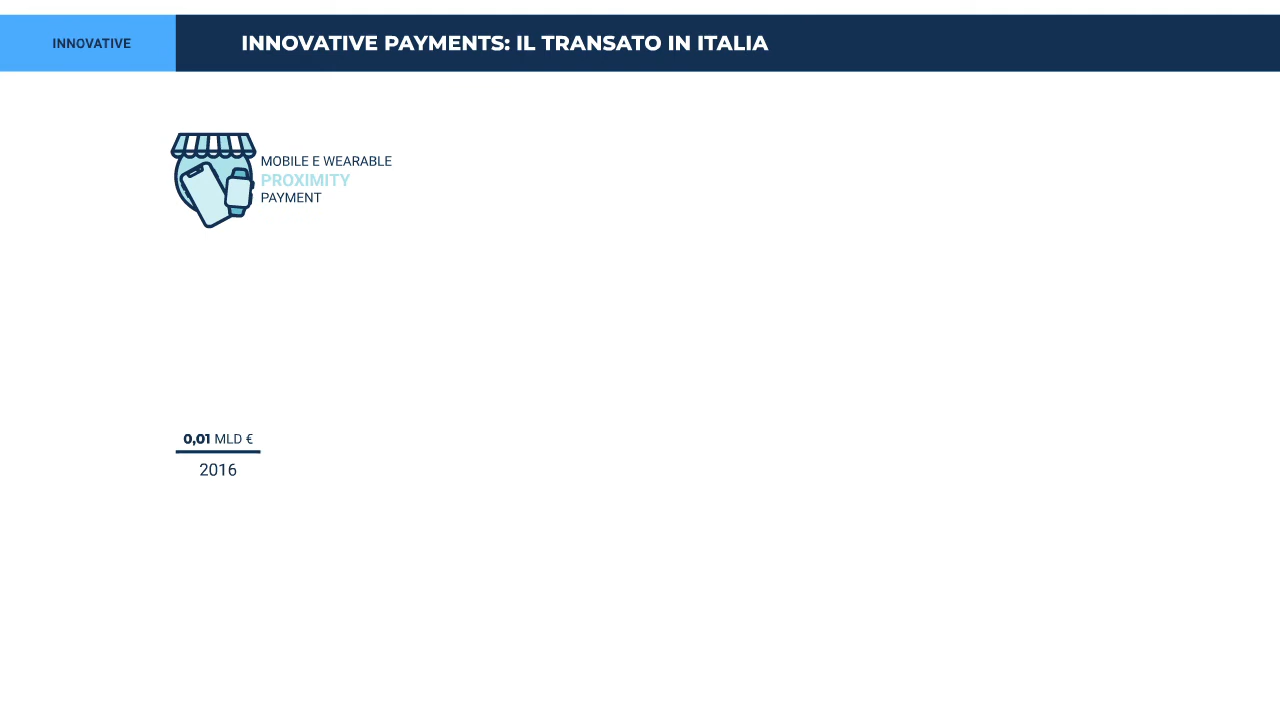 INNOVATIVE
INNOVATIVE PAYMENTS: IL TRANSATO IN ITALIA
MOBILE E WEARABLE
PROXIMITY
PAYMENT
0,01 MLD €
2016